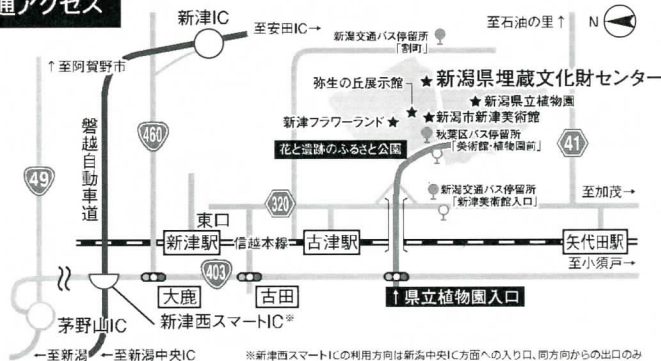 通アクセス
新津IC
至安田IC→
新潟交通バス停留所
「割町」
至石油の里↑
N
↑至阿賀野市
弥生の丘展示館
★新潟県埋蔵文化財センター
★新潟県立植物園
★新潟市新津美術館
新津フラワーランド★
秋葉区バス停留所
「美術館・植物園前」
花と遺跡のふるさと公園
磐越自動車道
49
460
41
320
新潟交通バス停留所
「新津美術館入口」
至加茂→
東口
新津駅
信越本線
古津駅
矢代田駅
403
至小須戸→
大鹿
古田
↑県立植物園入口
茅野山IC
新津西スマートIC※
←至新潟
←至新潟中央IC
※新津西スマートICの利用方向は新潟中央IC方面への入り口、同方向からの出口のみ